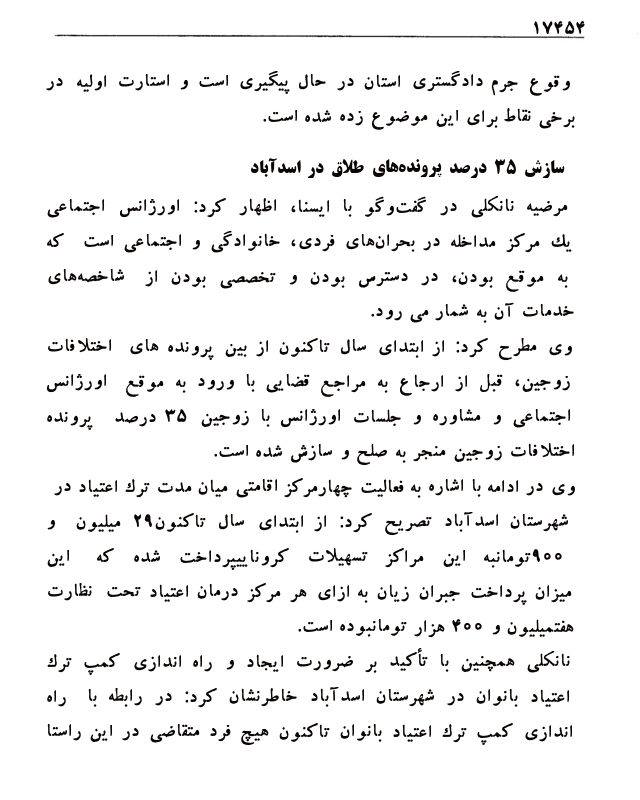 ۱۷۴۵۴
وقوع جرم دادگستری استان در حال پیگیری است و استارت اولیه در
برخی نقاط برای این موضوع زده شده است.
سازش ۳۵ درصد پرونده‌های طلاق در اسدآباد
مرضیه نانکلی در گفت‌وگو با ایسنا، اظهار کرد: اورژانس اجتماعی
یك مرکز مداخله در بحران‌های فردی، خانوادگی و اجتماعی است که
به موقع بودن، در دسترس بودن و تخصصی بودن از شاخصه‌های
خدمات آن به شمار می رود.
وی مطرح کرد: از ابتدای سال تاکنون از بین پرونده های اختلافات
زوجین، قبل از ارجاع به مراجع قضایی با ورود به موقع اورژانس
اجتماعی و مشاوره و جلسات اورژانس با زوجین ۳۵ درصد پرونده
اختلافات زوجین منجر به صلح و سازش شده است.
وی در ادامه با اشاره به فعالیت چهارمرکز اقامتی میان مدت ترك اعتیاد در
شهرستان اسدآباد تصریح کرد: از ابتدای سال تاکنون۲۹ میلیون و
۹۰۰تومانبه این مراکز تسهیلات کروناییپرداخت شده که این
میزان پرداخت جبران زیان به ازای هر مرکز درمان اعتیاد تحت نظارت
هفتمیلیون و ۴۰۰ هزار تومانبوده است.
نانکلی همچنین با تأکید بر ضرورت ایجاد و راه اندازی کمپ ترك
اعتیاد بانوان در شهرستان اسدآباد خاطرنشان کرد: در رابطه با راه
اندازی کمپ ترك اعتیاد بانوان تاکنون هیچ فرد متقاضی در این راستا